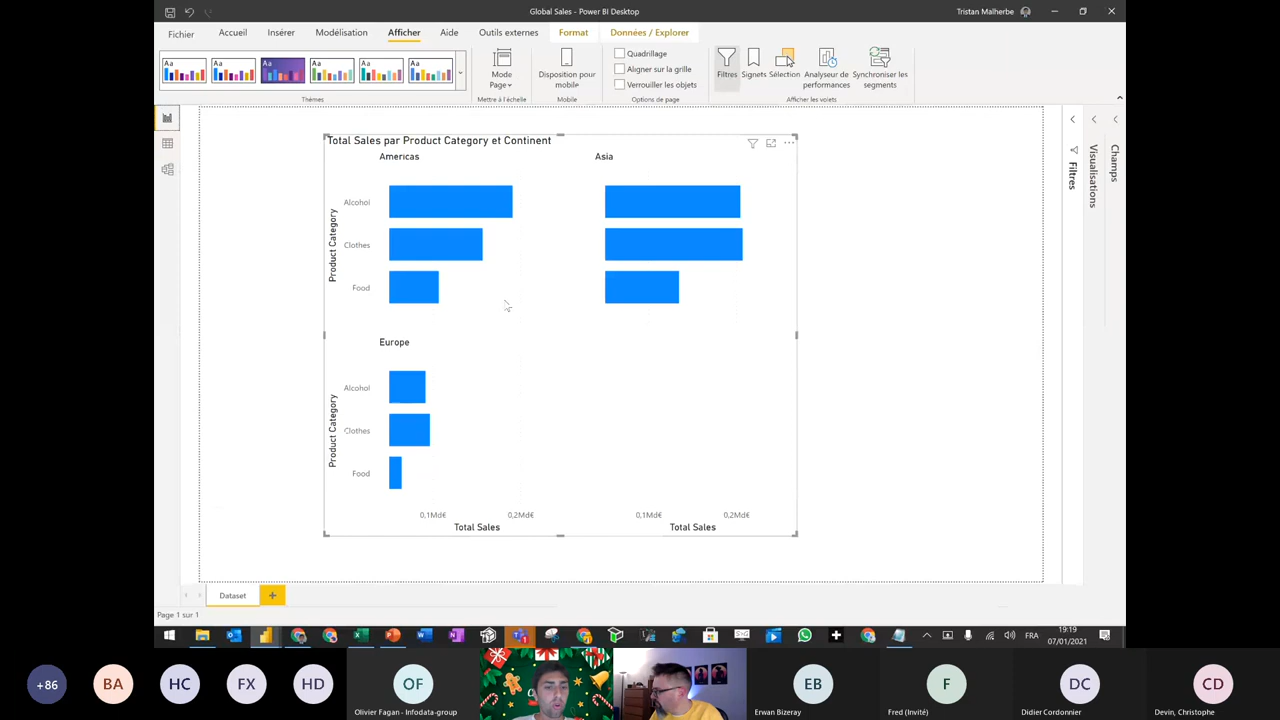 Global Sales - Power BI Desktop
Tristan Malherbe
Fichier
Accueil
Insérer
Modélisation
Afficher
Aide
Outils externes
Format
Données / Explorer
Aa
Aa
Aa
Aa
Aa
Aa
Mode
Page
Disposition pour
mobile
Quadrillage
Aligner sur la grille
Verrouiller les objets
Filtres
Signets
Sélection
Analyseur de
performances
Synchroniser les
segments
Thèmes
Mettre à l'échelle
Mobile
Options de page
Afficher les volets
Total Sales par Product Category et Continent
Americas
Asia
Product Category
Alcohol
Clothes
Food
Europe
Product Category
Alcohol
Clothes
Food
0,1Md€
0,2Md€
0,1Md€
0,2Md€
Total Sales
Total Sales
Filtres
Visualisations
Champs
Dataset
Page 1 sur 1
FRA
19:19
07/01/2021
+86
BA
HC
FX
HD
OF
Olivier Fagan - Infodata-group
EB
Erwan Bizeray
F
Fred (Invité)
DC
Didier Cordonnier
CD
Devin, Christophe